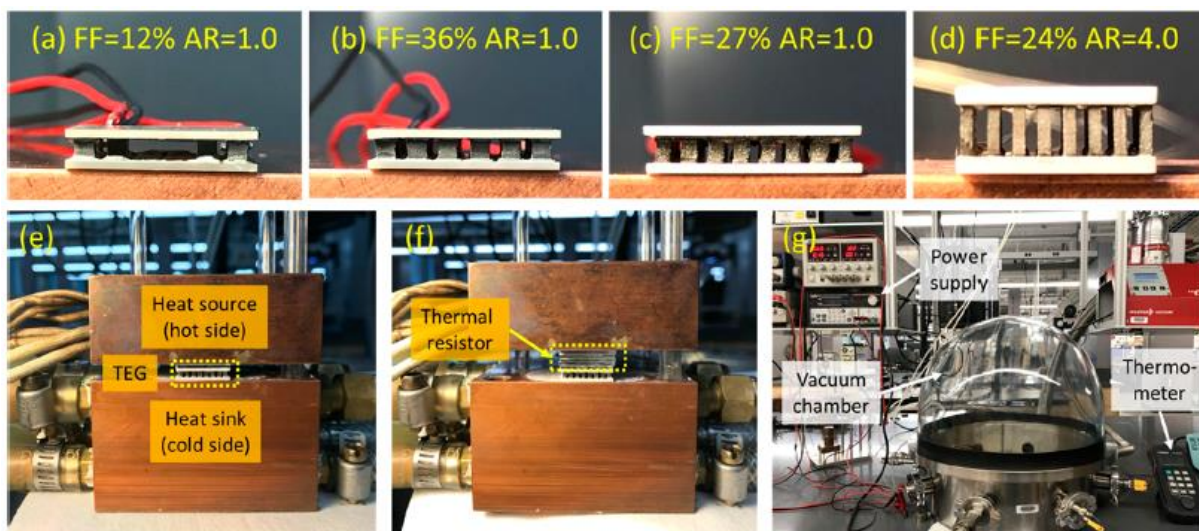 (a) FF=12% AR=1.0
(b) FF=36% AR=1.0
(c) FF=27% AR=1.0
(d) FF=24% AR=4.0
(e)
Heat source
(hot side)
TEG
Heat sink
(cold side)
(f)
Thermal
resistor
(g)
Power
supply
Vacuum
chamber
Thermo-
meter